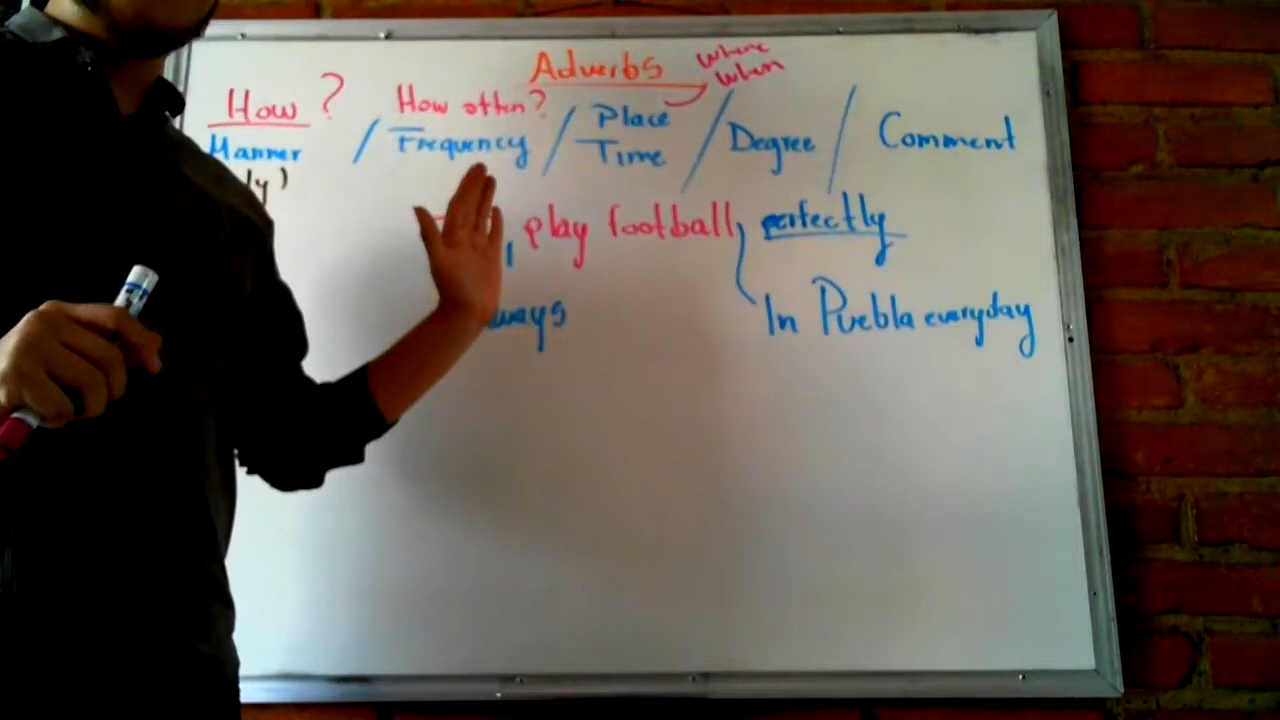 Adverbs where
when
How ? How often?
Manner / Frequency / Place Time / Degree / Comment
ly)
play football perfectly
ways In Puebla everyday